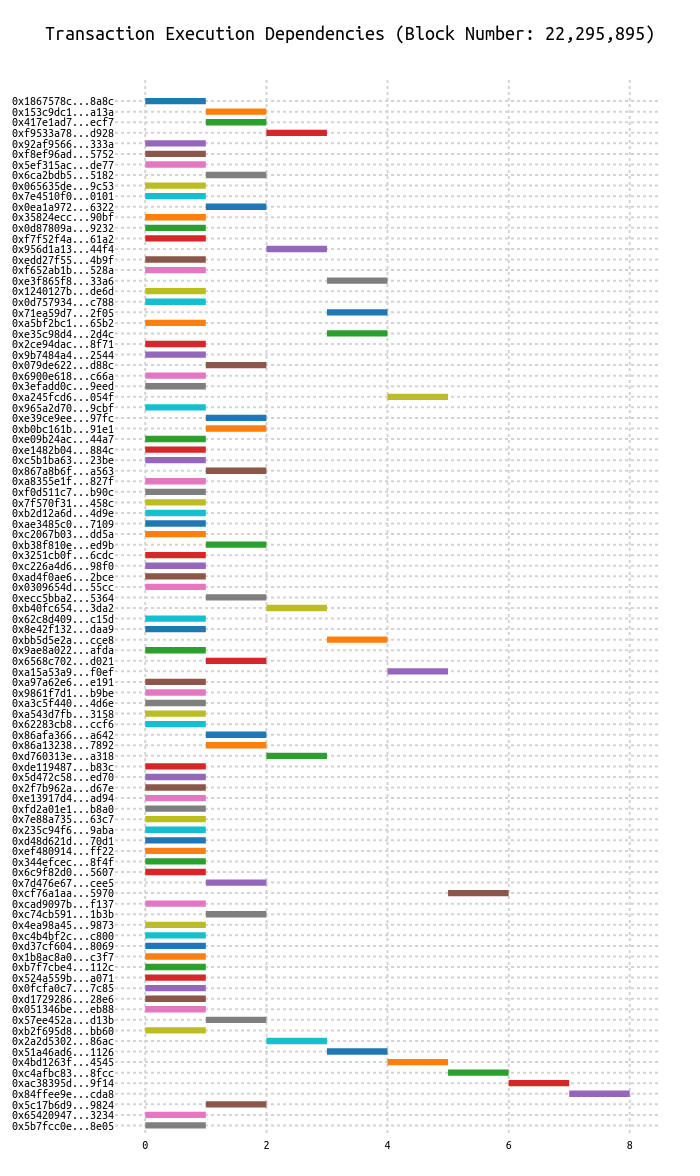 Transaction Execution Dependencies (Block Number: 22,295,895)
0x1867578c...8a8c
0x153c9dc1...a13a
0x417e1ad7...ecf7
0xf9533a78...d928
0x92af9566...333a
0xf8ef96ad...5752
0x5ef315ac...de77
0x6ca2bdb5...5182
0x065635de...9c53
0x7e4510f0...0101
0x0ea1a972...6322
0x35824ecc...90bf
0x0d87809a...9232
0xf7f52f4a...61a2
0x956d1a13...44f4
0xedd27f55...4b9f
0xf652ab1b...528a
0xe3f865f8...33a6
0x1240127b...de6d
0x0d757934...c788
0x71ea59d7...2f05
0xa5bf2bc1...65b2
0xe35c98d4...2d4c
0x2ce94dac...8f71
0x9b7484a4...2544
0x079de622...d88c
0x6900e618...c66a
0x3efadd0c...9eed
0xa245fcd6...054f
0x965a2d70...9cbf
0xe39ce9ee...97fc
0xb0bc161b...91e1
0xe09b24ac...44a7
0xe1482b04...884c
0xc5b1ba63...23be
0x867a8b6f...a563
0xa8355e1f...827f
0xf0d511c7...b90c
0x7f570f31...458c
0xb2d12a6d...4d9e
0xae3485c0...7109
0xc2067b03...dd5a
0xb38f810e...ed9b
0x3251cb0f...6cdc
0xc226a4d6...98f0
0xad4f0ae6...2bce
0x0309654d...55cc
0xecc5bba2...5364
0xb40fc654...3da2
0x62c8d409...c15d
0x8e42f132...daa9
0xbb5d5e2a...cce8
0x9ae8a022...afda
0x6568c702...d021
0xa15a53a9...f0ef
0xa97a62e6...e191
0x9861f7d1...b9be
0xa3c5f440...4d6e
0xa543d7fb...3158
0x62283cb8...ccf6
0x86afa366...a642
0x86a13238...7892
0xd760313e...a318
0xde119487...b83c
0x5d472c58...ed70
0x2f7b962a...d67e
0xe13917d4...ad94
0xfd2a01e1...b8a0
0x7e88a735...63c7
0x235c94f6...9aba
0xd48d621d...70d1
0xef480914...ff22
0x344efcec...8f4f
0x6c9f82d0...5607
0x7d476e67...cee5
0xcf76a1aa...5970
0xcad9097b...f137
0xc74cb591...1b3b
0x4ea98a45...9873
0xc4b4bf2c...c800
0xd37cf604...8069
0x1b8ac8a0...c3f7
0xb7f7cbe4...112c
0x524a559b...a071
0x0fcfa0c7...7c85
0xd1729286...28e6
0x051346be...eb88
0x57ee452a...d13b
0xb2f695d8...bb60
0x2a2d5302...86ac
0x51a46ad6...1126
0x4bd1263f...4545
0xc4afbc83...8fcc
0xac38395d...9f14
0x84ffee9e...cda8
0x5c17b6d9...9824
0x65420947...3234
0x5b7fcc0e...8e05
0 2 4 6 8